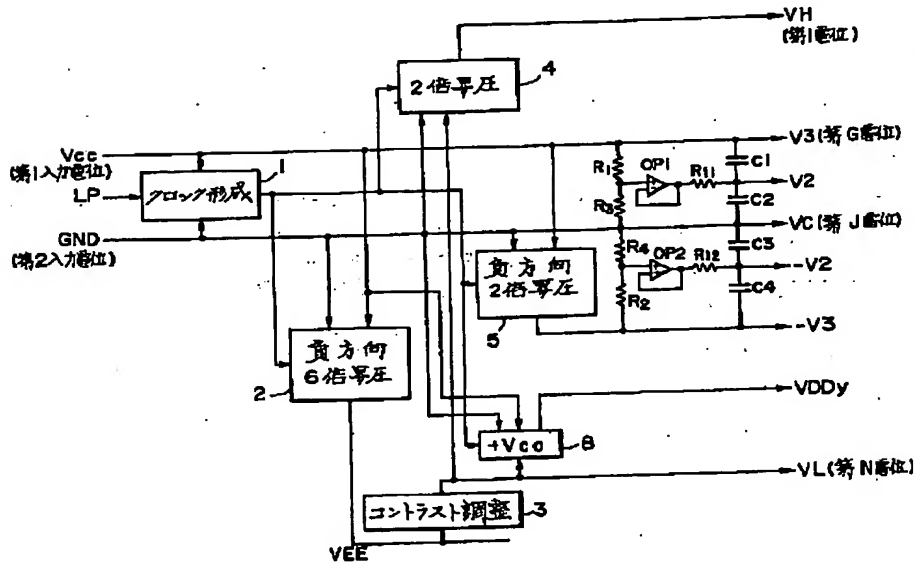 VH
(第1電位)
4
2倍昇圧
Vcc
(第1入力電位)
1
V3(第G電位)
LP
クロック形成
R1
OP1
R11
C1
V2
R3
C2
GND
(第2入力電位)
VC(第J電位)
負方向
2倍昇圧
R4
OP2
R12
C3
-V2
R2
C4
5
-V3
負方向
6倍昇圧
2
VDDy
+Vcc
8
VL(第N電位)
コントラスト調整
3
VEE